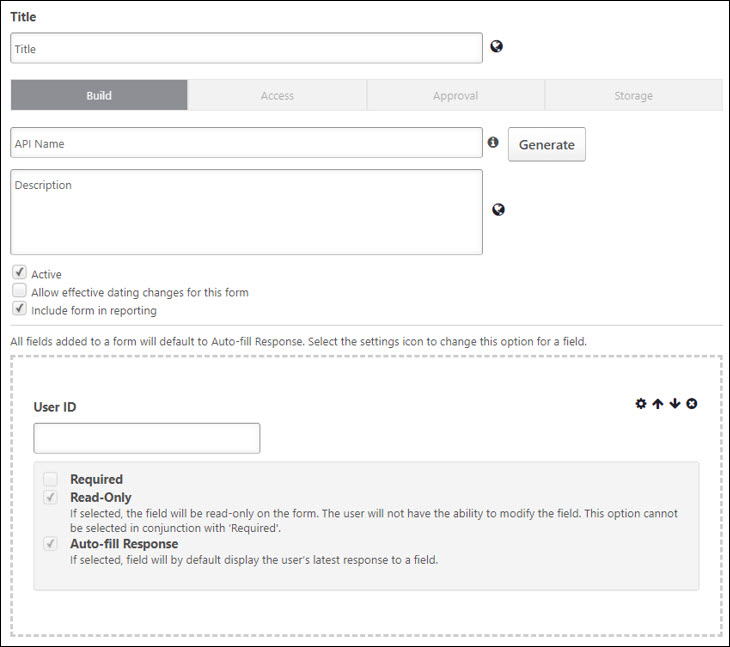 Title
Title
Build Access Approval Storage
API Name
Generate
Description
Active
Allow effective dating changes for this form
Include form in reporting
All fields added to a form will default to Auto-fill Response. Select the settings icon to change this option for a field.
User ID
Required
Read-Only
If selected, the field will be read-only on the form. The user will not have the ability to modify the field. This option cannot
be selected in conjunction with 'Required'.
Auto-fill Response
If selected, field will by default display the user's latest response to a field.